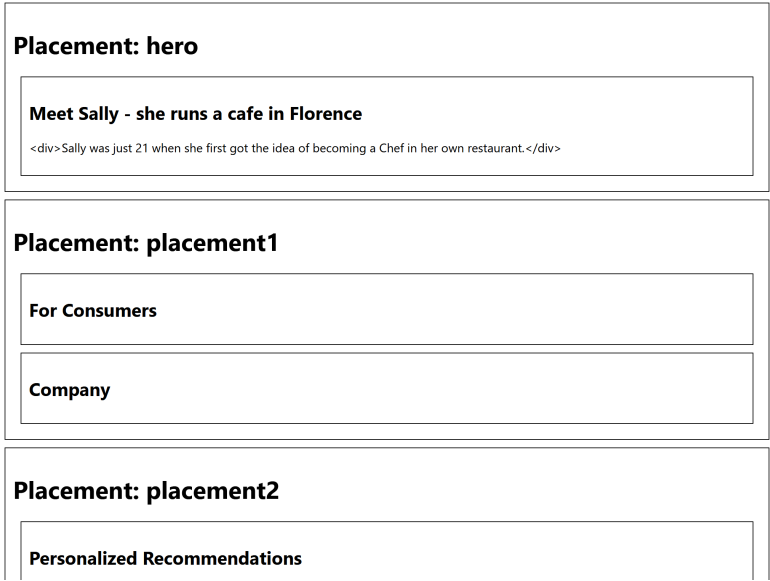 Placement: hero
Meet Sally - she runs a cafe in Florence
<div>Sally was just 21 when she first got the idea of becoming a Chef in her own restaurant.</div>
Placement: placement1
For Consumers
Company
Placement: placement2
Personalized Recommendations